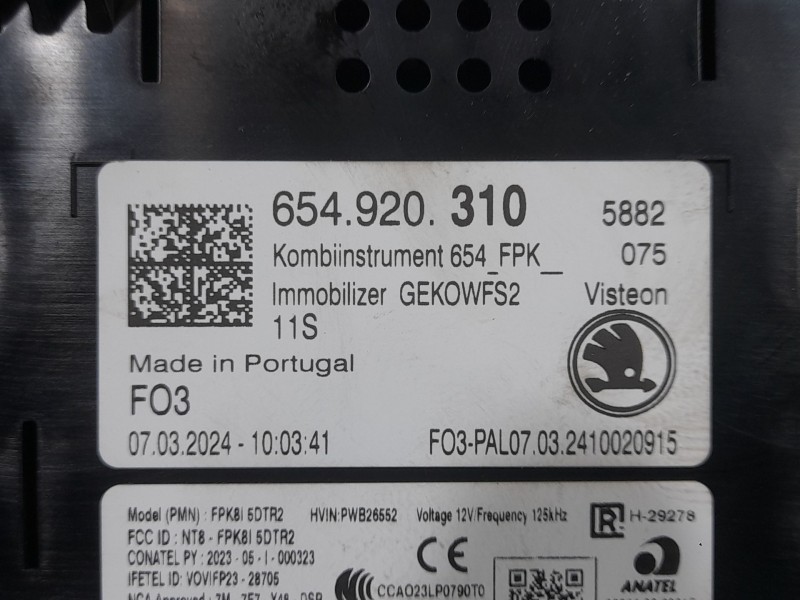 654.920. 310 5882
Kombiinstrument 654_FPK__ 075
Immobilizer GEKOWFS2 Visteon
11S
Made in Portugal
FO3
07.03.2024 - 10:03:41 FO3-PAL07.03.2410020915
Model (PMN) : FPK8I 5DTR2 HVIN:PWB26552 Voltage 12V/Frequency 125kHz R H-29278
FCC ID : NT8 - FPK8I 5DTR2
CONATEL PY : 2023 - 05 - I - 000323
IFETEL ID: VOVIFP23 - 28705
CCAO23LP0790T0
ANATEL